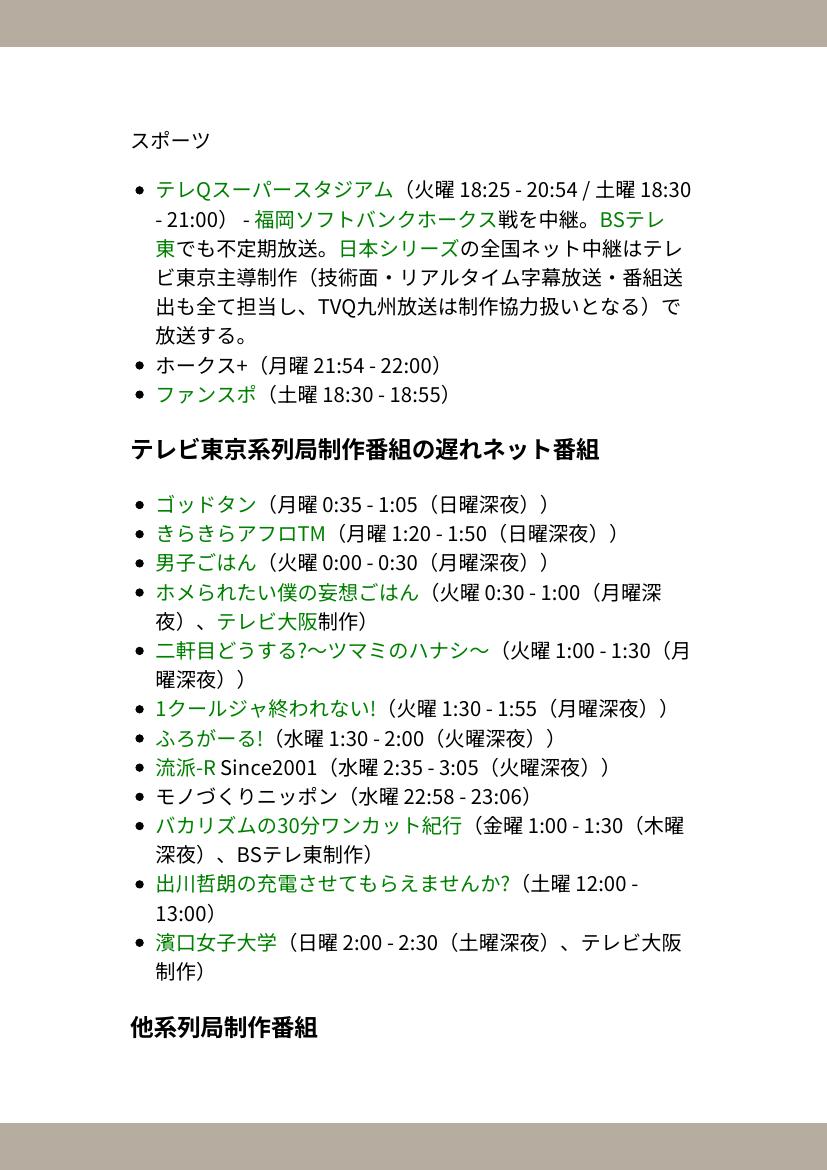 スポーツ
テレQスーパースタジアム（火曜 18:25 - 20:54 / 土曜 18:30
- 21:00） - 福岡ソフトバンクホークス戦を中継。BSテレ
東でも不定期放送。日本シリーズの全国ネット中継はテレ
ビ東京主導制作（技術面・リアルタイム字幕放送・番組送
出も全て担当し、TVQ九州放送は制作協力扱いとなる）で
放送する。
ホークス+（月曜 21:54 - 22:00）
ファンスポ（土曜 18:30 - 18:55）
テレビ東京系列局制作番組の遅れネット番組
ゴッドタン（月曜 0:35 - 1:05（日曜深夜））
きらきらアフロTM（月曜 1:20 - 1:50（日曜深夜））
男子ごはん（火曜 0:00 - 0:30（月曜深夜））
ホメられたい僕の妄想ごはん（火曜 0:30 - 1:00（月曜深
夜）、テレビ大阪制作）
二軒目どうする?〜ツマミのハナシ〜（火曜 1:00 - 1:30（月
曜深夜））
1クールジャ終われない!（火曜 1:30 - 1:55（月曜深夜））
ふろがーる!（水曜 1:30 - 2:00（火曜深夜））
流派-R Since2001（水曜 2:35 - 3:05（火曜深夜））
モノづくりニッポン（水曜 22:58 - 23:06）
バカリズムの30分ワンカット紀行（金曜 1:00 - 1:30（木曜
深夜）、BSテレ東制作）
出川哲朗の充電させてもらえませんか?（土曜 12:00 -
13:00）
濱口女子大学（日曜 2:00 - 2:30（土曜深夜）、テレビ大阪
制作）
他系列局制作番組